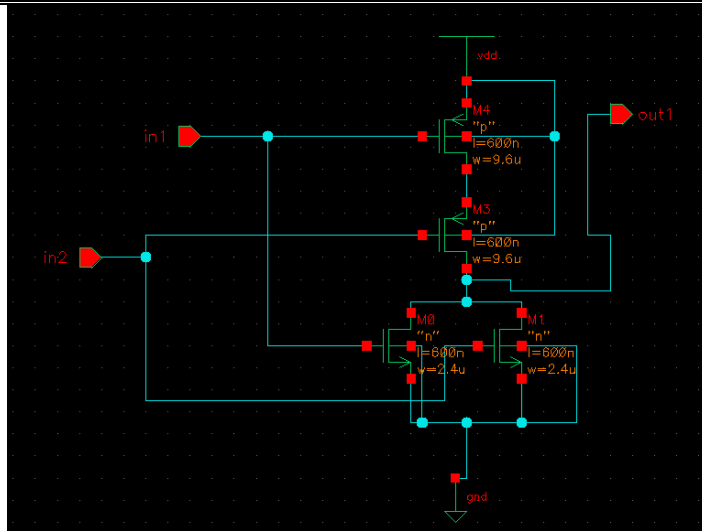 vdd
M4
"p"
l=600n
w=9.6u
in1
out1
M3
"p"
l=600n
w=9.6u
in2
M0
"n"
l=600n
w=2.4u
M1
"n"
l=600n
w=2.4u
gnd